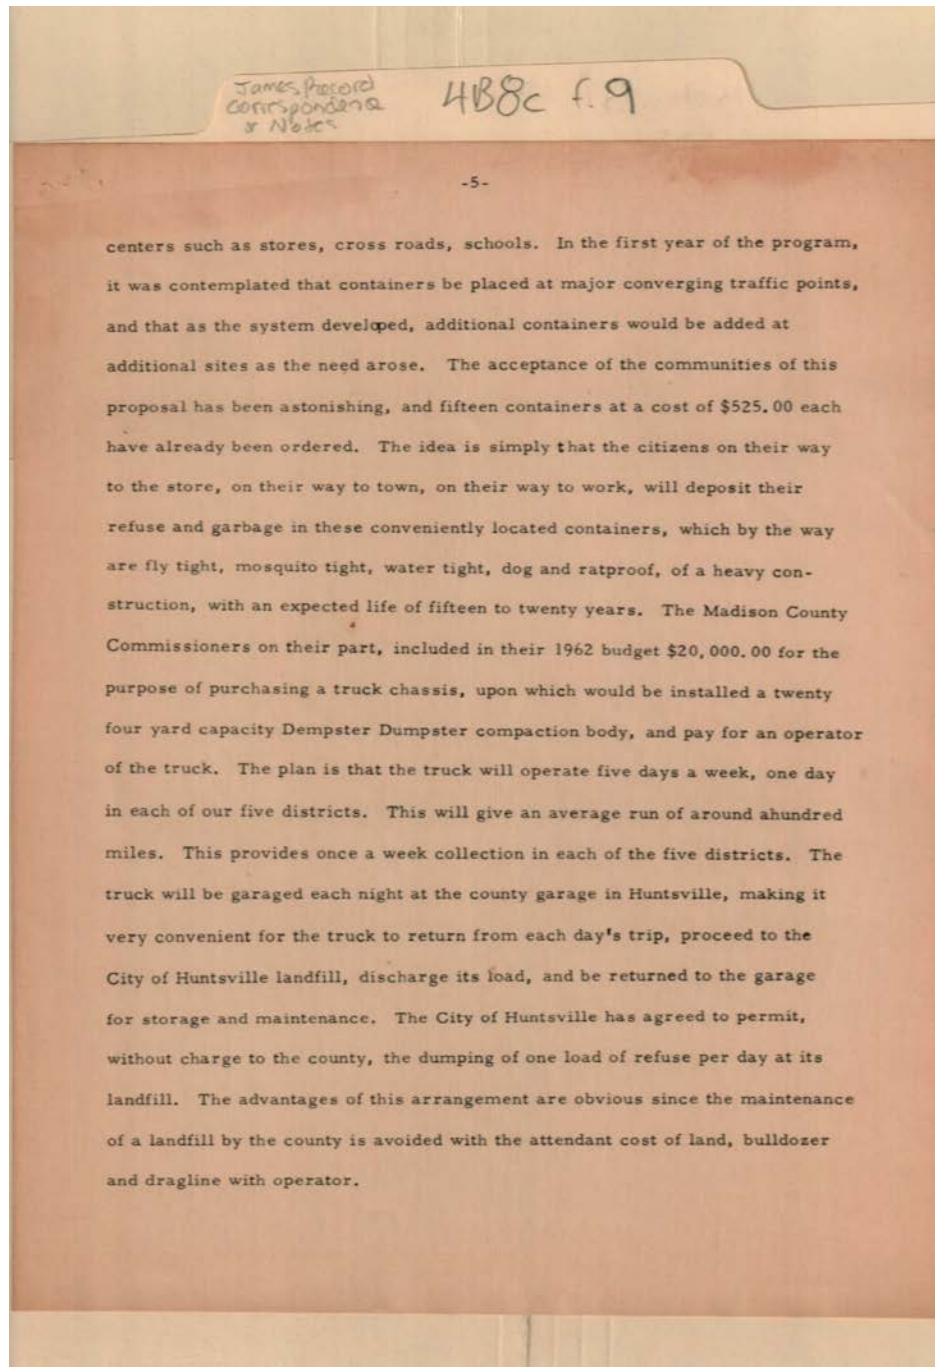 James Record
Correspondence
or Notes
4B8c f.9
-5-
centers such as stores, cross roads, schools. In the first year of the program,
it was contemplated that containers be placed at major converging traffic points,
and that as the system developed, additional containers would be added at
additional sites as the need arose. The acceptance of the communities of this
proposal has been astonishing, and fifteen containers at a cost of $525.00 each
have already been ordered. The idea is simply that the citizens on their way
to the store, on their way to town, on their way to work, will deposit their
refuse and garbage in these conveniently located containers, which by the way
are fly tight, mosquito tight, water tight, dog and ratproof, of a heavy con-
struction, with an expected life of fifteen to twenty years. The Madison County
Commissioners on their part, included in their 1962 budget $20,000.00 for the
purpose of purchasing a truck chassis, upon which would be installed a twenty
four yard capacity Dempster Dumpster compaction body, and pay for an operator
of the truck. The plan is that the truck will operate five days a week, one day
in each of our five districts. This will give an average run of around ahundred
miles. This provides once a week collection in each of the five districts. The
truck will be garaged each night at the county garage in Huntsville, making it
very convenient for the truck to return from each day's trip, proceed to the
City of Huntsville landfill, discharge its load, and be returned to the garage
for storage and maintenance. The City of Huntsville has agreed to permit,
without charge to the county, the dumping of one load of refuse per day at its
landfill. The advantages of this arrangement are obvious since the maintenance
of a landfill by the county is avoided with the attendant cost of land, bulldozer
and dragline with operator.